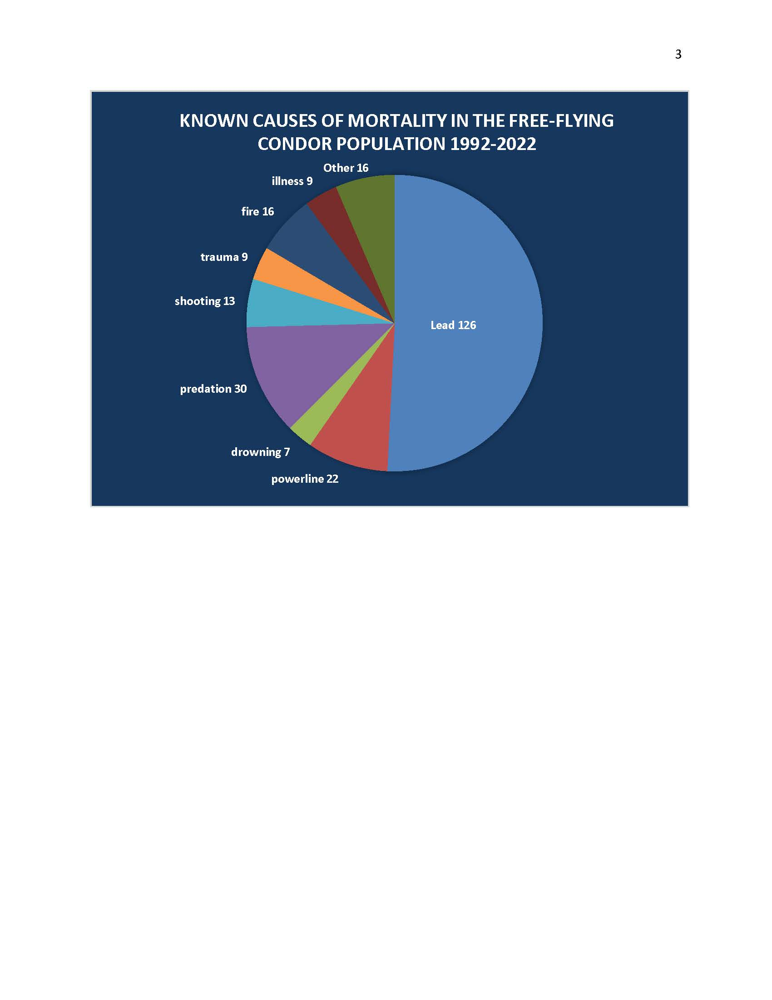 3
KNOWN CAUSES OF MORTALITY IN THE FREE-FLYING
CONDOR POPULATION 1992-2022
Other 16
illness 9
fire 16
trauma 9
shooting 13
Lead 126
predation 30
drowning 7
powerline 22